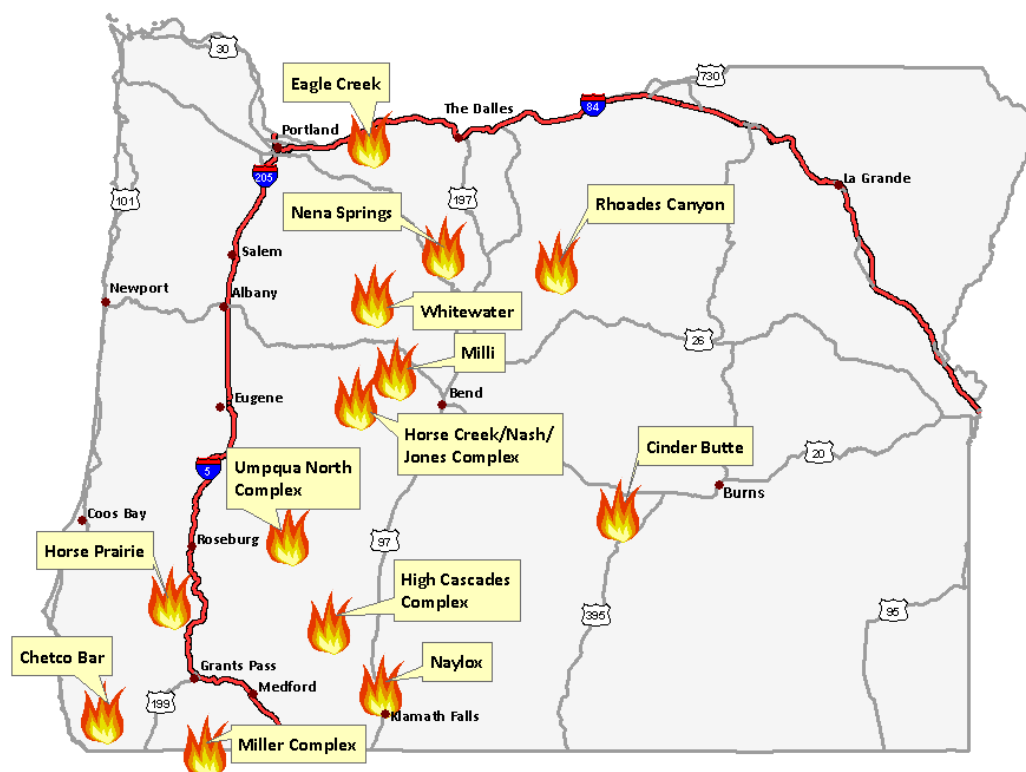 30
730
Eagle Creek
The Dalles
84
Portland
205
La Grande
101
197
Nena Springs
Rhoades Canyon
Salem
Newport
Albany
Whitewater
26
Milli
Eugene
Bend
Horse Creek/Nash/
Jones Complex
Cinder Butte
Umpqua North
Complex
5
20
Burns
Coos Bay
Roseburg
97
Horse Prairie
High Cascades
Complex
395
95
Chetco Bar
Grants Pass
Naylox
Medford
199
Klamath Falls
Miller Complex